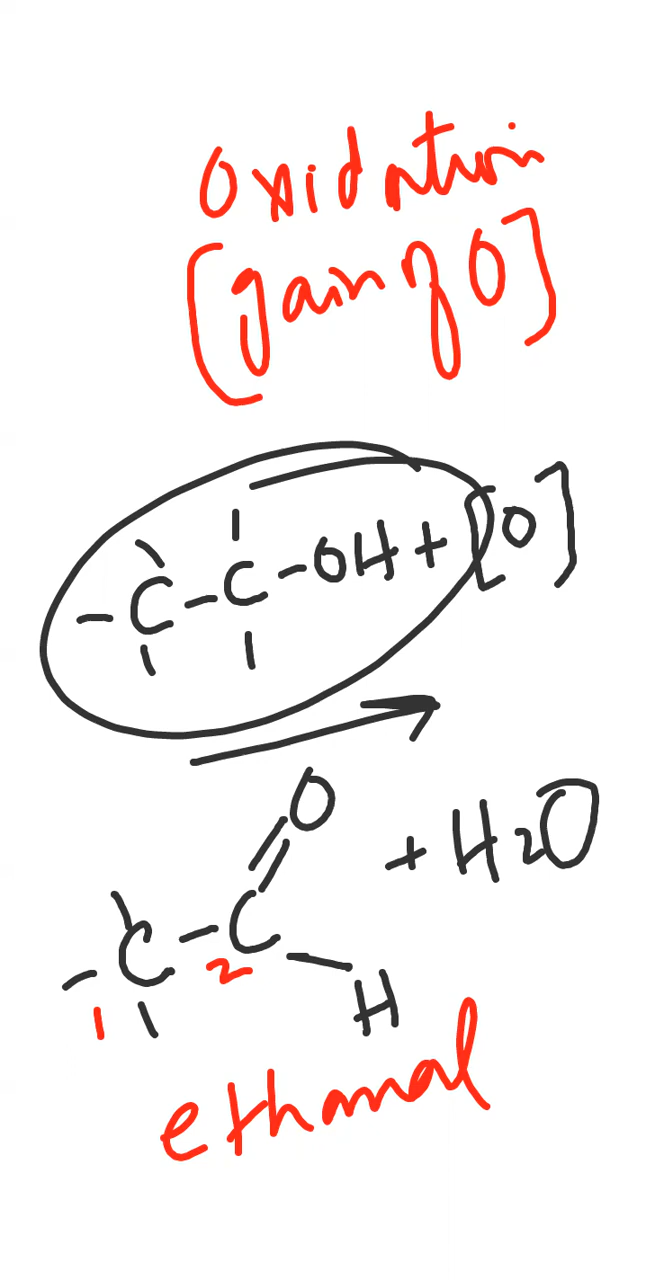 Oxidation
[gain of O]
-C-C-OH + [O]
O
+ H2O
-C-C
1 2
H
ethanal